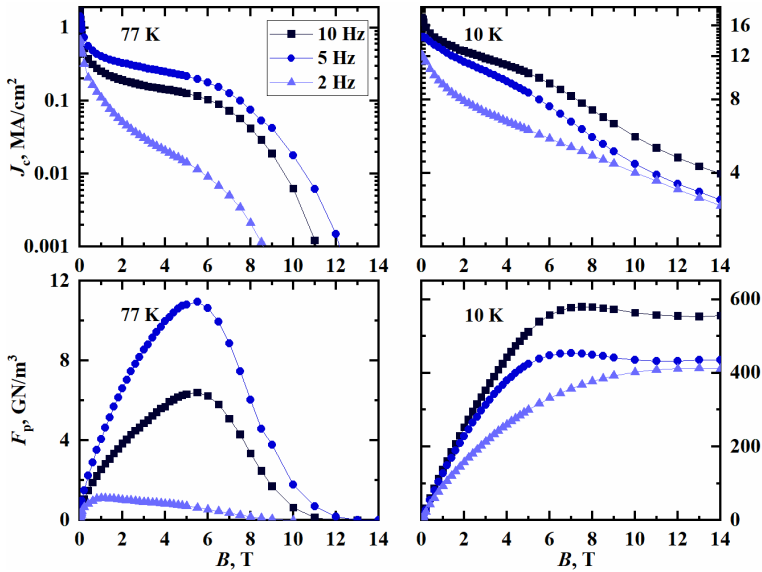 77 K
10 Hz
5 Hz
2 Hz
10 K
1
0.1
0.01
0.001
J_c, MA/cm²
0 2 4 6 8 10 12 14
16
12
8
4
0 2 4 6 8 10 12 14
77 K
12
8
4
0
F_p, GN/m³
0 2 4 6 8 10 12 14
B, T
10 K
600
400
200
0
0 2 4 6 8 10 12 14
B, T